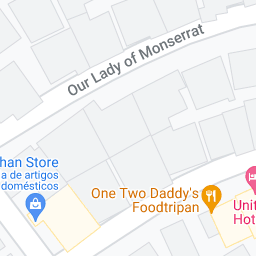 Our Lady of Monserrat
han Store
a de artigos
domésticos
One Two Daddy's
Foodtripan
Unit
Hot